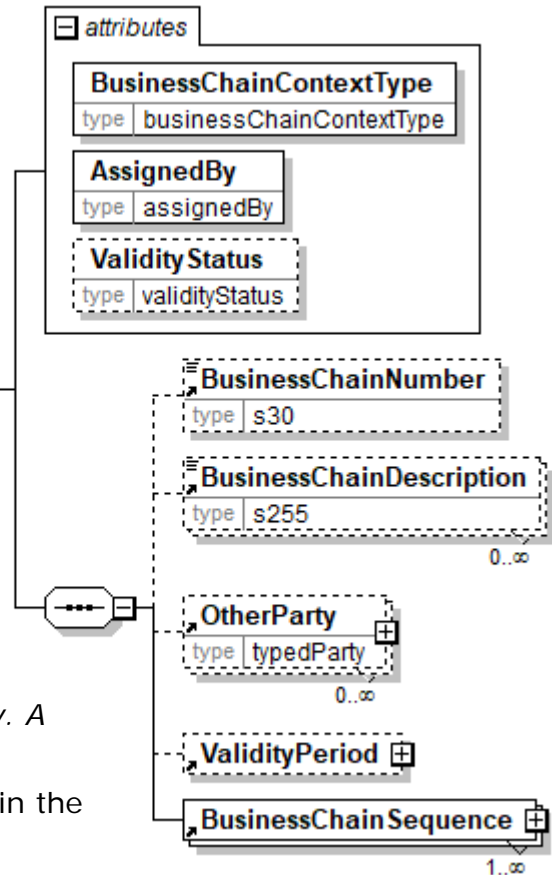 attributes
BusinessChainContextType
type businessChainContextType
AssignedBy
type assignedBy
ValidityStatus
type validityStatus
BusinessChainNumber
type s30
BusinessChainDescription
type s255
0..∞
OtherParty
type typedParty
0..∞
ValidityPeriod
BusinessChainSequence
1..∞
. A
in the